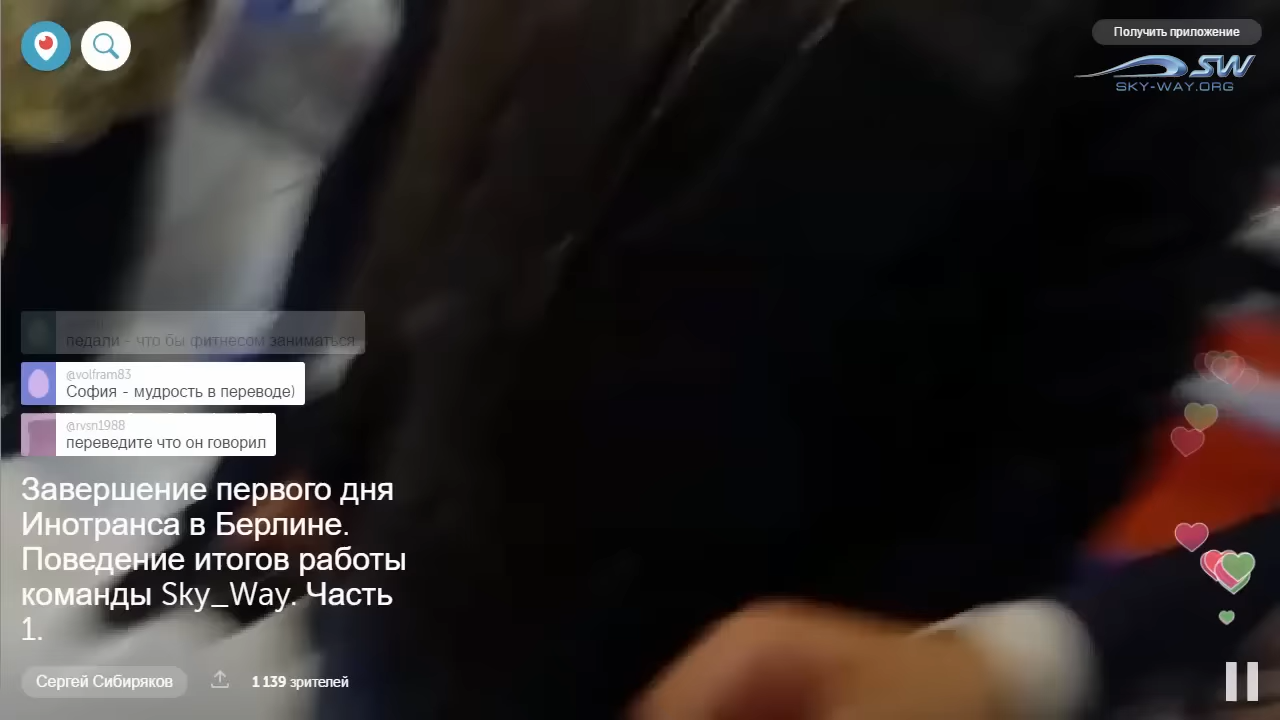 Получить приложение
SW
SKY-WAY.ORG
педали - что бы фитнесом заниматься
@volfram83
София - мудрость в переводе)
@rvsn1988
переведите что он говорил
Завершение первого дня
Инотранса в Берлине.
Поведение итогов работы
команды Sky_Way. Часть
1.
Сергей Сибиряков
1 139 зрителей